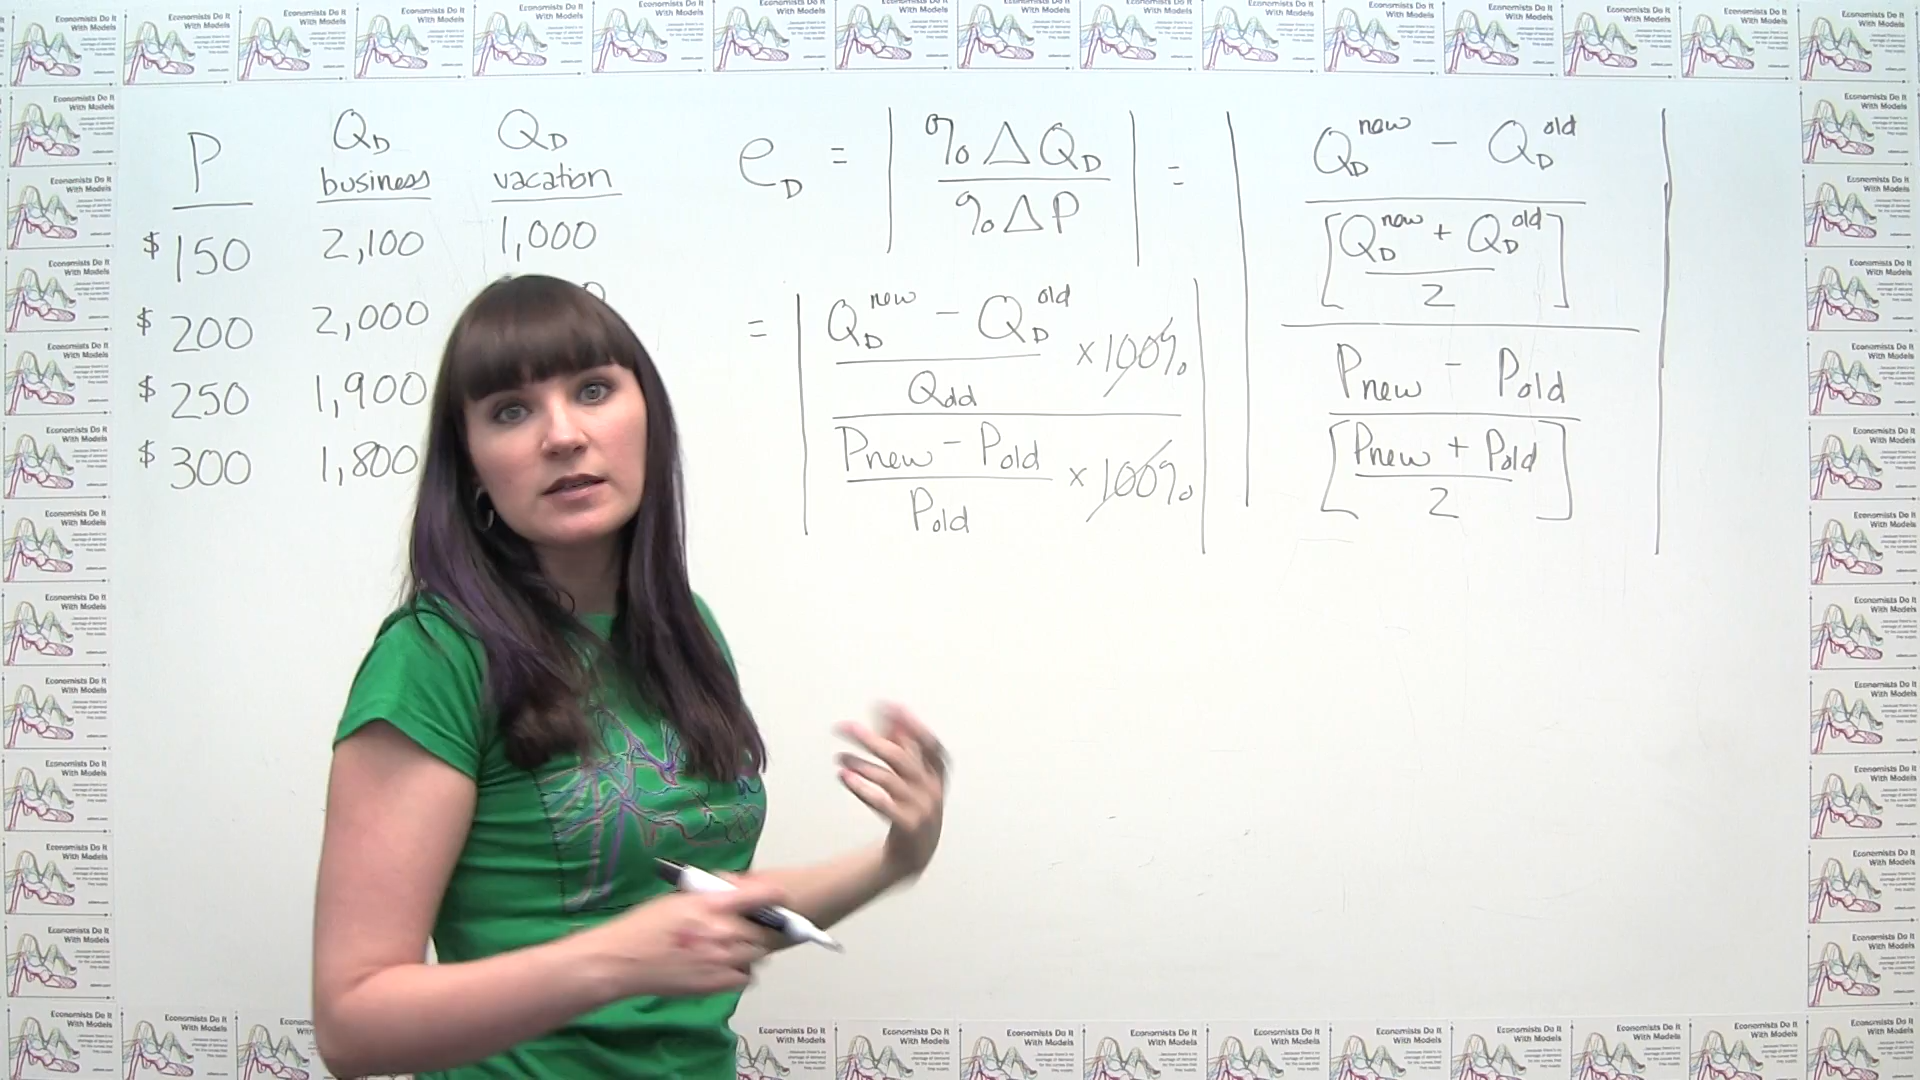 P
Q_D business
Q_D vacation
$150 2,100 1,000
$200 2,000 0
$250 1,900
$300 1,800
e_D = | %ΔQ_D / %ΔP | =
= | (Q_D^new − Q_D^old / Q_old × 100%) / (P_new − P_old / P_old × 100%) |
| (Q_D^new − Q_D^old / [Q_D^new + Q_D^old / 2]) / (P_new − P_old / [P_new + P_old / 2]) |
Economists Do It
With Models